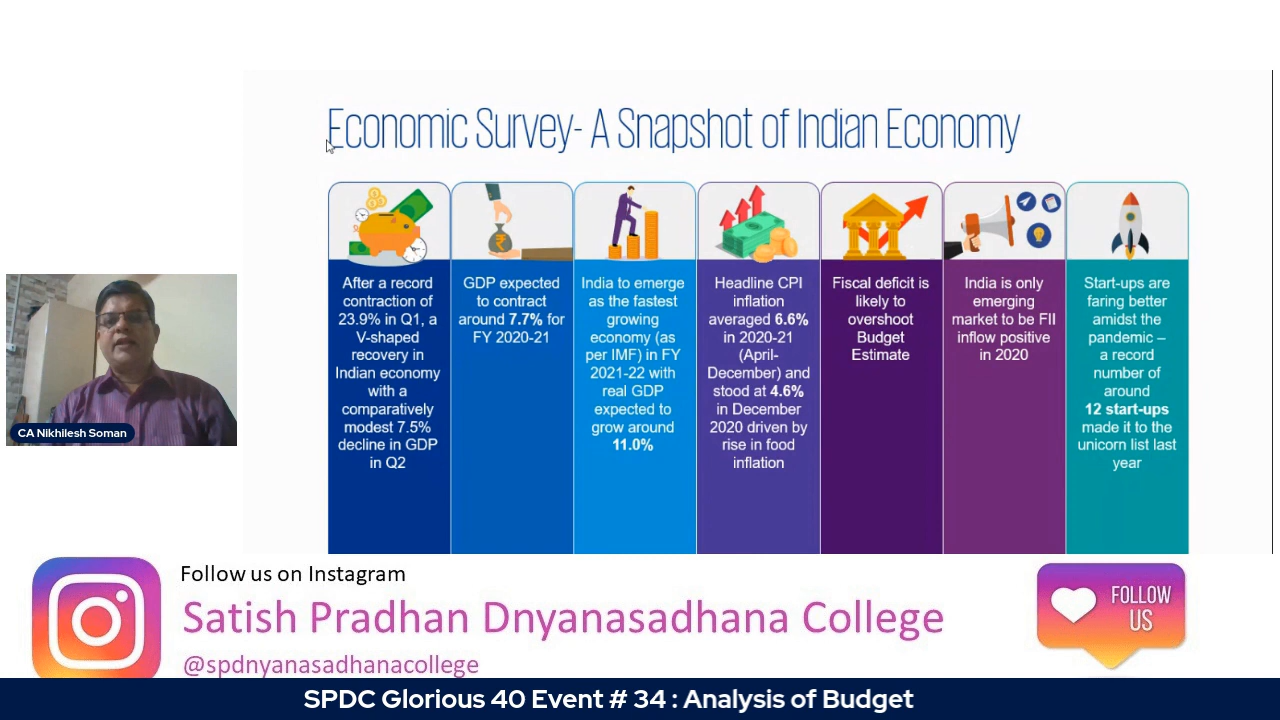 Economic Survey- A Snapshot of Indian Economy
After a record
contraction of
23.9% in Q1, a
V-shaped
recovery in
Indian economy
with a
comparatively
modest 7.5%
decline in GDP
in Q2
GDP expected
to contract
around 7.7% for
FY 2020-21
India to emerge
as the fastest
growing
economy (as
per IMF) in FY
2021-22 with
real GDP
expected to
grow around
11.0%
Headline CPI
inflation
averaged 6.6%
in 2020-21
(April-
December) and
stood at 4.6%
in December
2020 driven by
rise in food
inflation
Fiscal deficit is
likely to
overshoot
Budget
Estimate
India is only
emerging
market to be FII
inflow positive
in 2020
Start-ups are
faring better
amidst the
pandemic –
a record
number of
around
12 start-ups
made it to the
unicorn list last
year
CA Nikhilesh Soman
Follow us on Instagram
Satish Pradhan Dnyanasadhana College
@spdnyanasadhanacollege
FOLLOW
US
SPDC Glorious 40 Event # 34 : Analysis of Budget